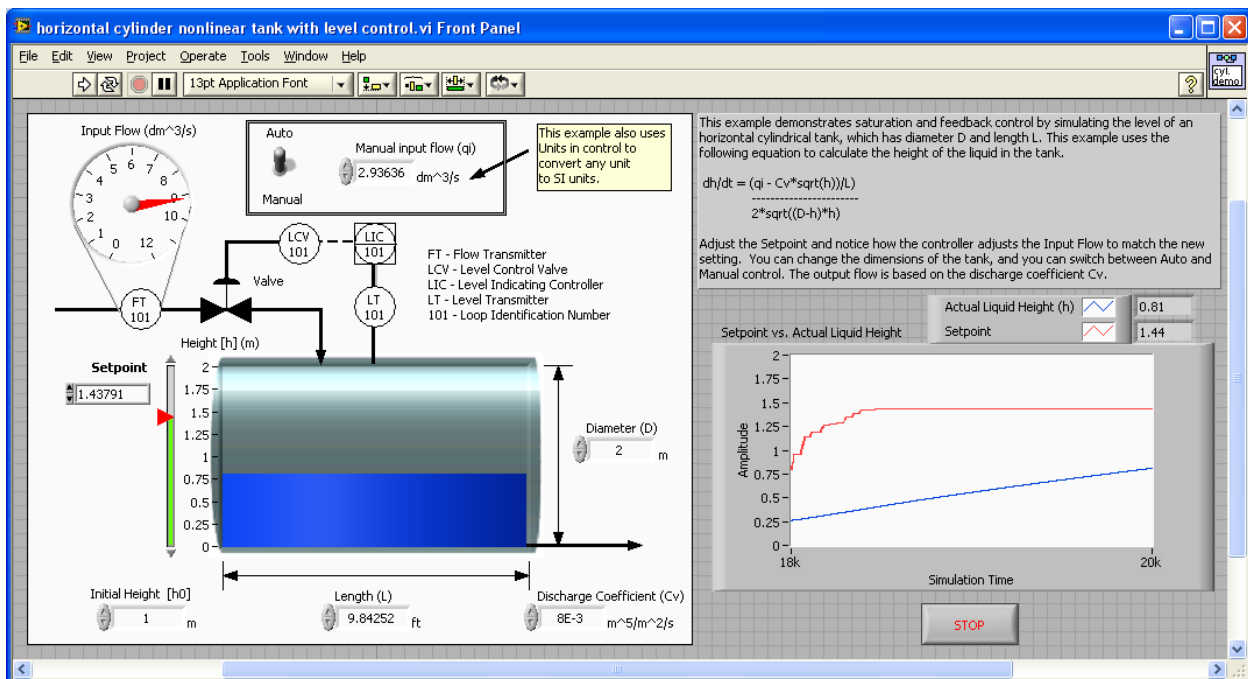 horizontal cylinder nonlinear tank with level control.vi Front Panel
File Edit View Project Operate Tools Window Help
13pt Application Font
?
cyl.
demo
Input Flow (dm^3/s)
0 1 2 3 4 5 6 7 8 9 10 12
Auto
Manual
Manual input flow (qi)
2.93636 dm^3/s
This example also uses
Units in control to
convert any unit
to SI units.
LCV
101
LIC
101
FT
101
Valve
LT
101
FT - Flow Transmitter
LCV - Level Control Valve
LIC - Level Indicating Controller
LT - Level Transmitter
101 - Loop Identification Number
Height [h] (m)
Setpoint
1.43791
2
1.75
1.5
1.25
1
0.75
0.5
0.25
0
Diameter (D)
2 m
Initial Height [h0]
1 m
Length (L)
9.84252 ft
Discharge Coefficient (Cv)
8E-3 m^5/m^2/s
This example demonstrates saturation and feedback control by simulating the level of an
horizontal cylindrical tank, which has diameter D and length L. This example uses the
following equation to calculate the height of the liquid in the tank.
dh/dt = (qi - Cv*sqrt(h))/L)
------------------------
2*sqrt((D-h)*h)
Adjust the Setpoint and notice how the controller adjusts the Input Flow to match the new
setting. You can change the dimensions of the tank, and you can switch between Auto and
Manual control. The output flow is based on the discharge coefficient Cv.
Actual Liquid Height (h) 0.81
Setpoint vs. Actual Liquid Height
Setpoint 1.44
Amplitude
2
1.75
1.5
1.25
1
0.75
0.5
0.25
0
18k 20k
Simulation Time
STOP